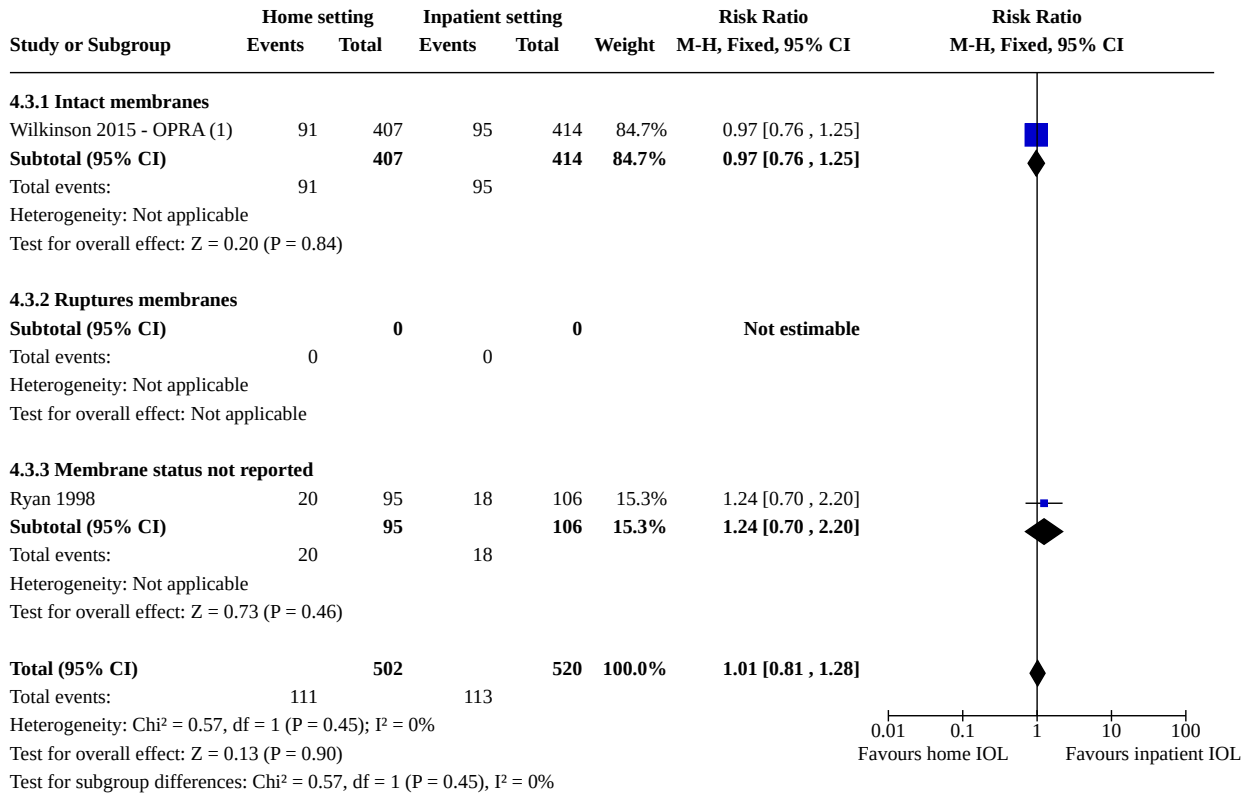 Home setting Inpatient setting Risk Ratio Risk Ratio
Study or Subgroup Events Total Events Total Weight M-H, Fixed, 95% CI M-H, Fixed, 95% CI
4.3.1 Intact membranes
Wilkinson 2015 - OPRA (1) 91 407 95 414 84.7% 0.97 [0.76 , 1.25]
Subtotal (95% CI) 407 414 84.7% 0.97 [0.76 , 1.25]
Total events: 91 95
Heterogeneity: Not applicable
Test for overall effect: Z = 0.20 (P = 0.84)
4.3.2 Ruptures membranes
Subtotal (95% CI) 0 0 Not estimable
Total events: 0 0
Heterogeneity: Not applicable
Test for overall effect: Not applicable
4.3.3 Membrane status not reported
Ryan 1998 20 95 18 106 15.3% 1.24 [0.70 , 2.20]
Subtotal (95% CI) 95 106 15.3% 1.24 [0.70 , 2.20]
Total events: 20 18
Heterogeneity: Not applicable
Test for overall effect: Z = 0.73 (P = 0.46)
Total (95% CI) 502 520 100.0% 1.01 [0.81 , 1.28]
Total events: 111 113
Heterogeneity: Chi² = 0.57, df = 1 (P = 0.45); I² = 0%
0.01 0.1 1 10 100
Test for overall effect: Z = 0.13 (P = 0.90) Favours home IOL Favours inpatient IOL
Test for subgroup differences: Chi² = 0.57, df = 1 (P = 0.45), I² = 0%